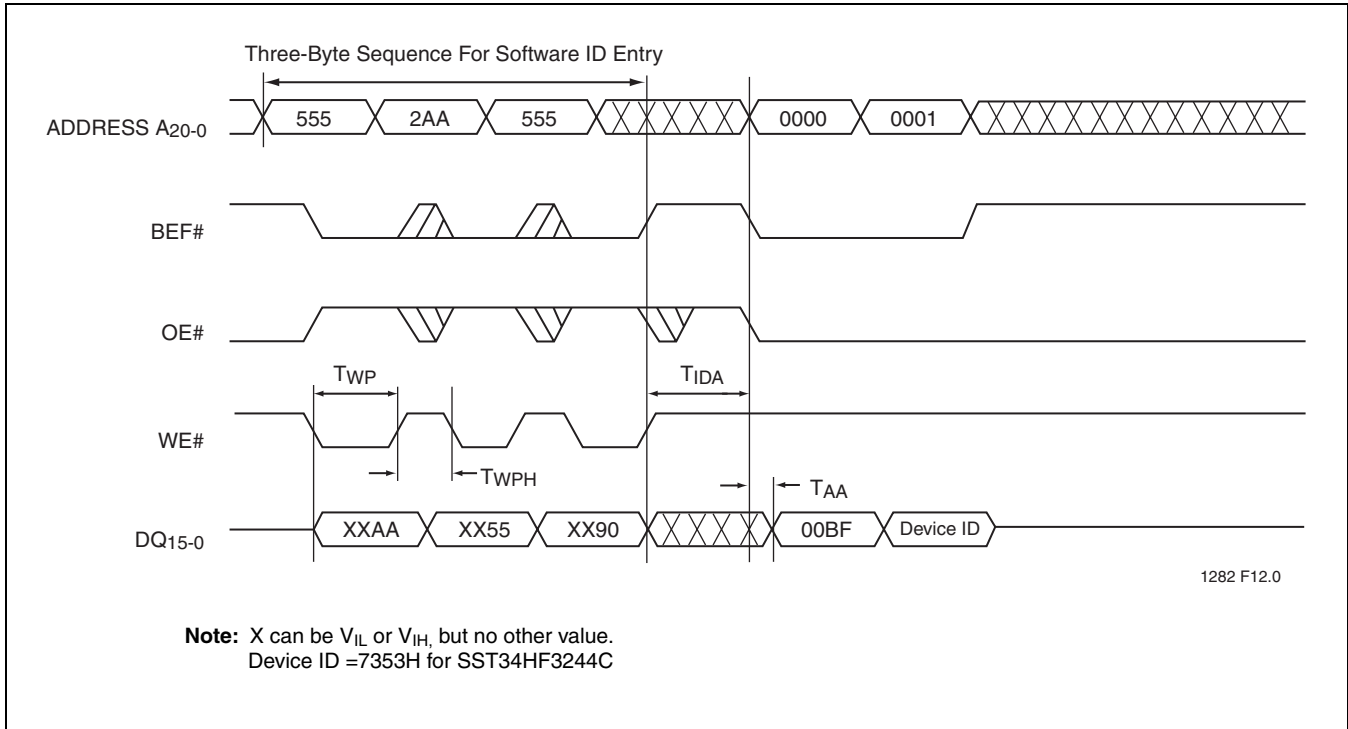 Three-Byte Sequence For Software ID Entry
ADDRESS A20-0
555 2AA 555 0000 0001
BEF#
OE#
TWP TIDA
WE#
TWPH
TAA
DQ15-0
XXAA XX55 XX90 00BF Device ID
1282 F12.0
Note: X can be VIL or VIH, but no other value.
Device ID =7353H for SST34HF3244C